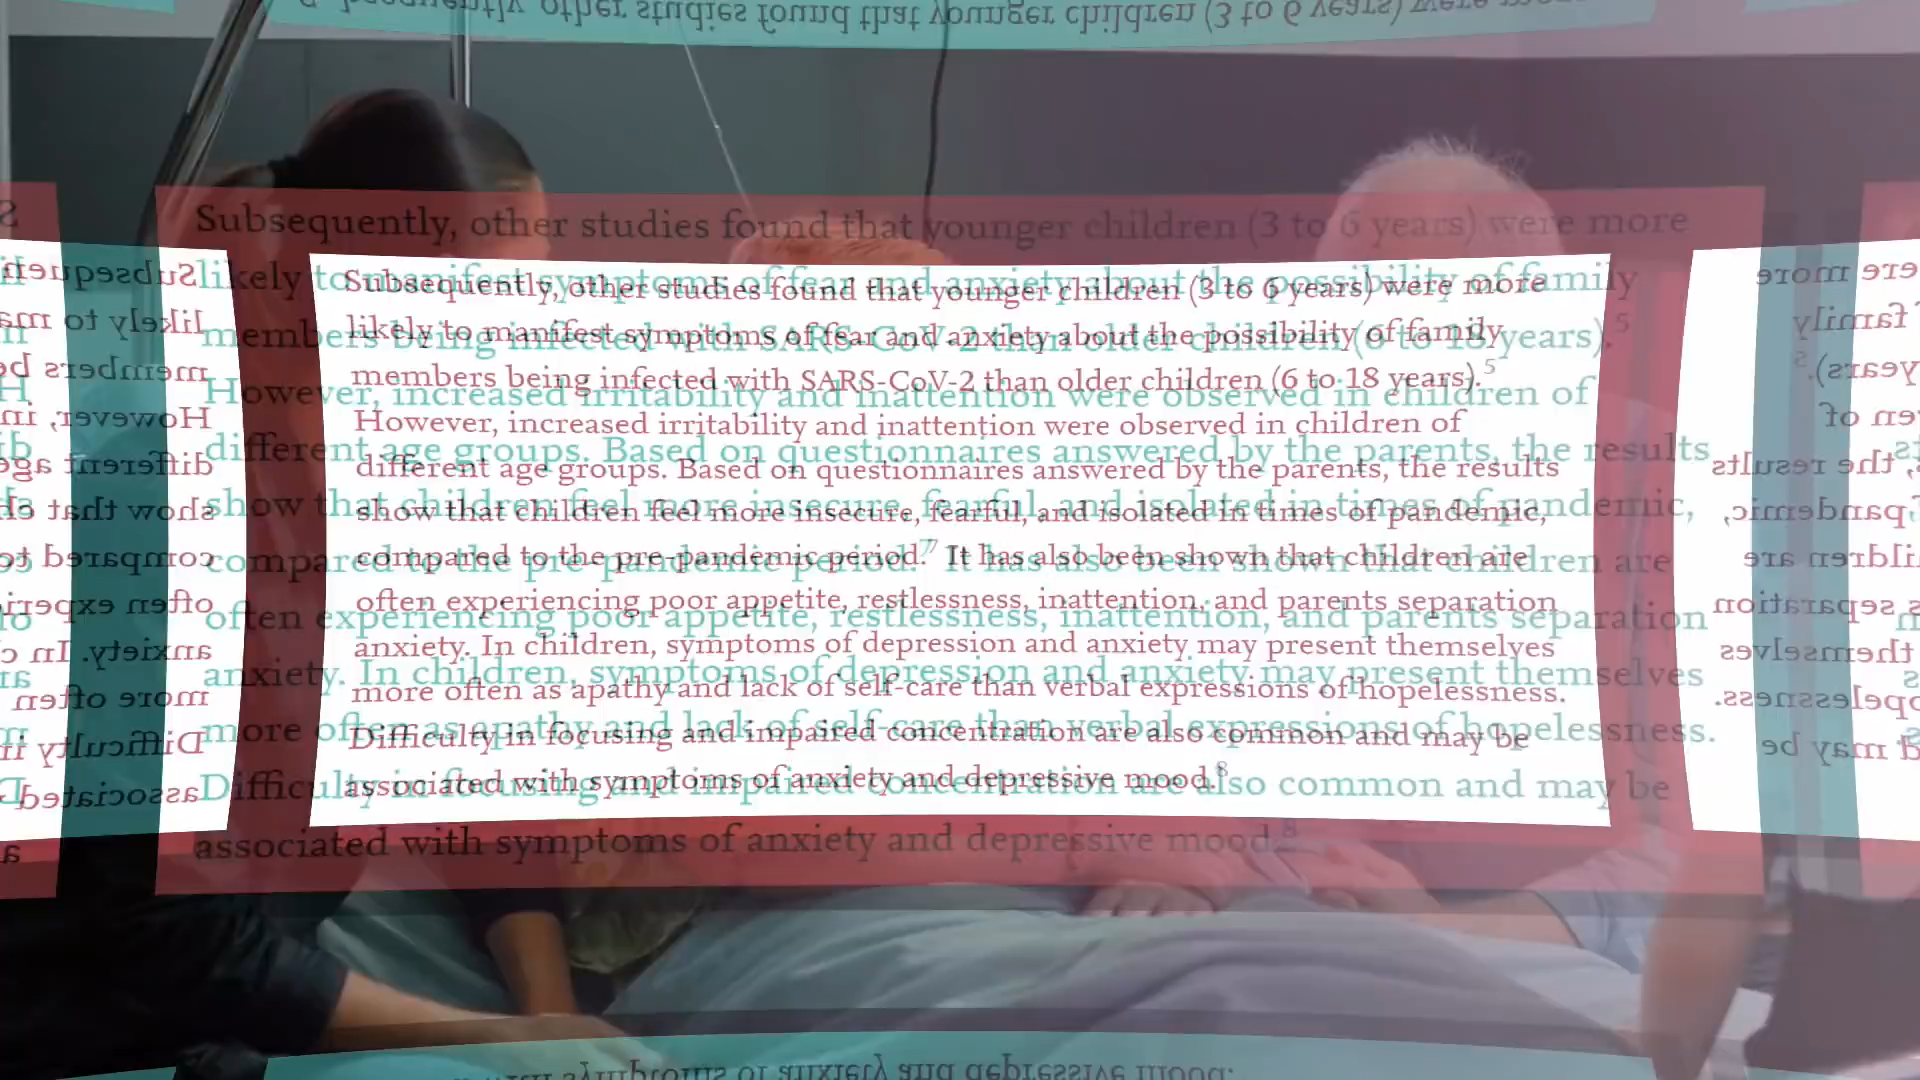 Subsequently, other studies found that younger children (3 to 6 years) were more
likely to manifest symptoms of fear and anxiety about the possibility of family
members being infected with SARS-CoV-2 than older children (6 to 18 years).5
However, increased irritability and inattention were observed in children of
different age groups. Based on questionnaires answered by the parents, the results
show that children feel more insecure, fearful, and isolated in times of pandemic,
compared to the pre-pandemic period.7 It has also been shown that children are
often experiencing poor appetite, restlessness, inattention, and parents separation
anxiety. In children, symptoms of depression and anxiety may present themselves
more often as apathy and lack of self-care than verbal expressions of hopelessness.
Difficulty in focusing and impaired concentration are also common and may be
associated with symptoms of anxiety and depressive mood.8